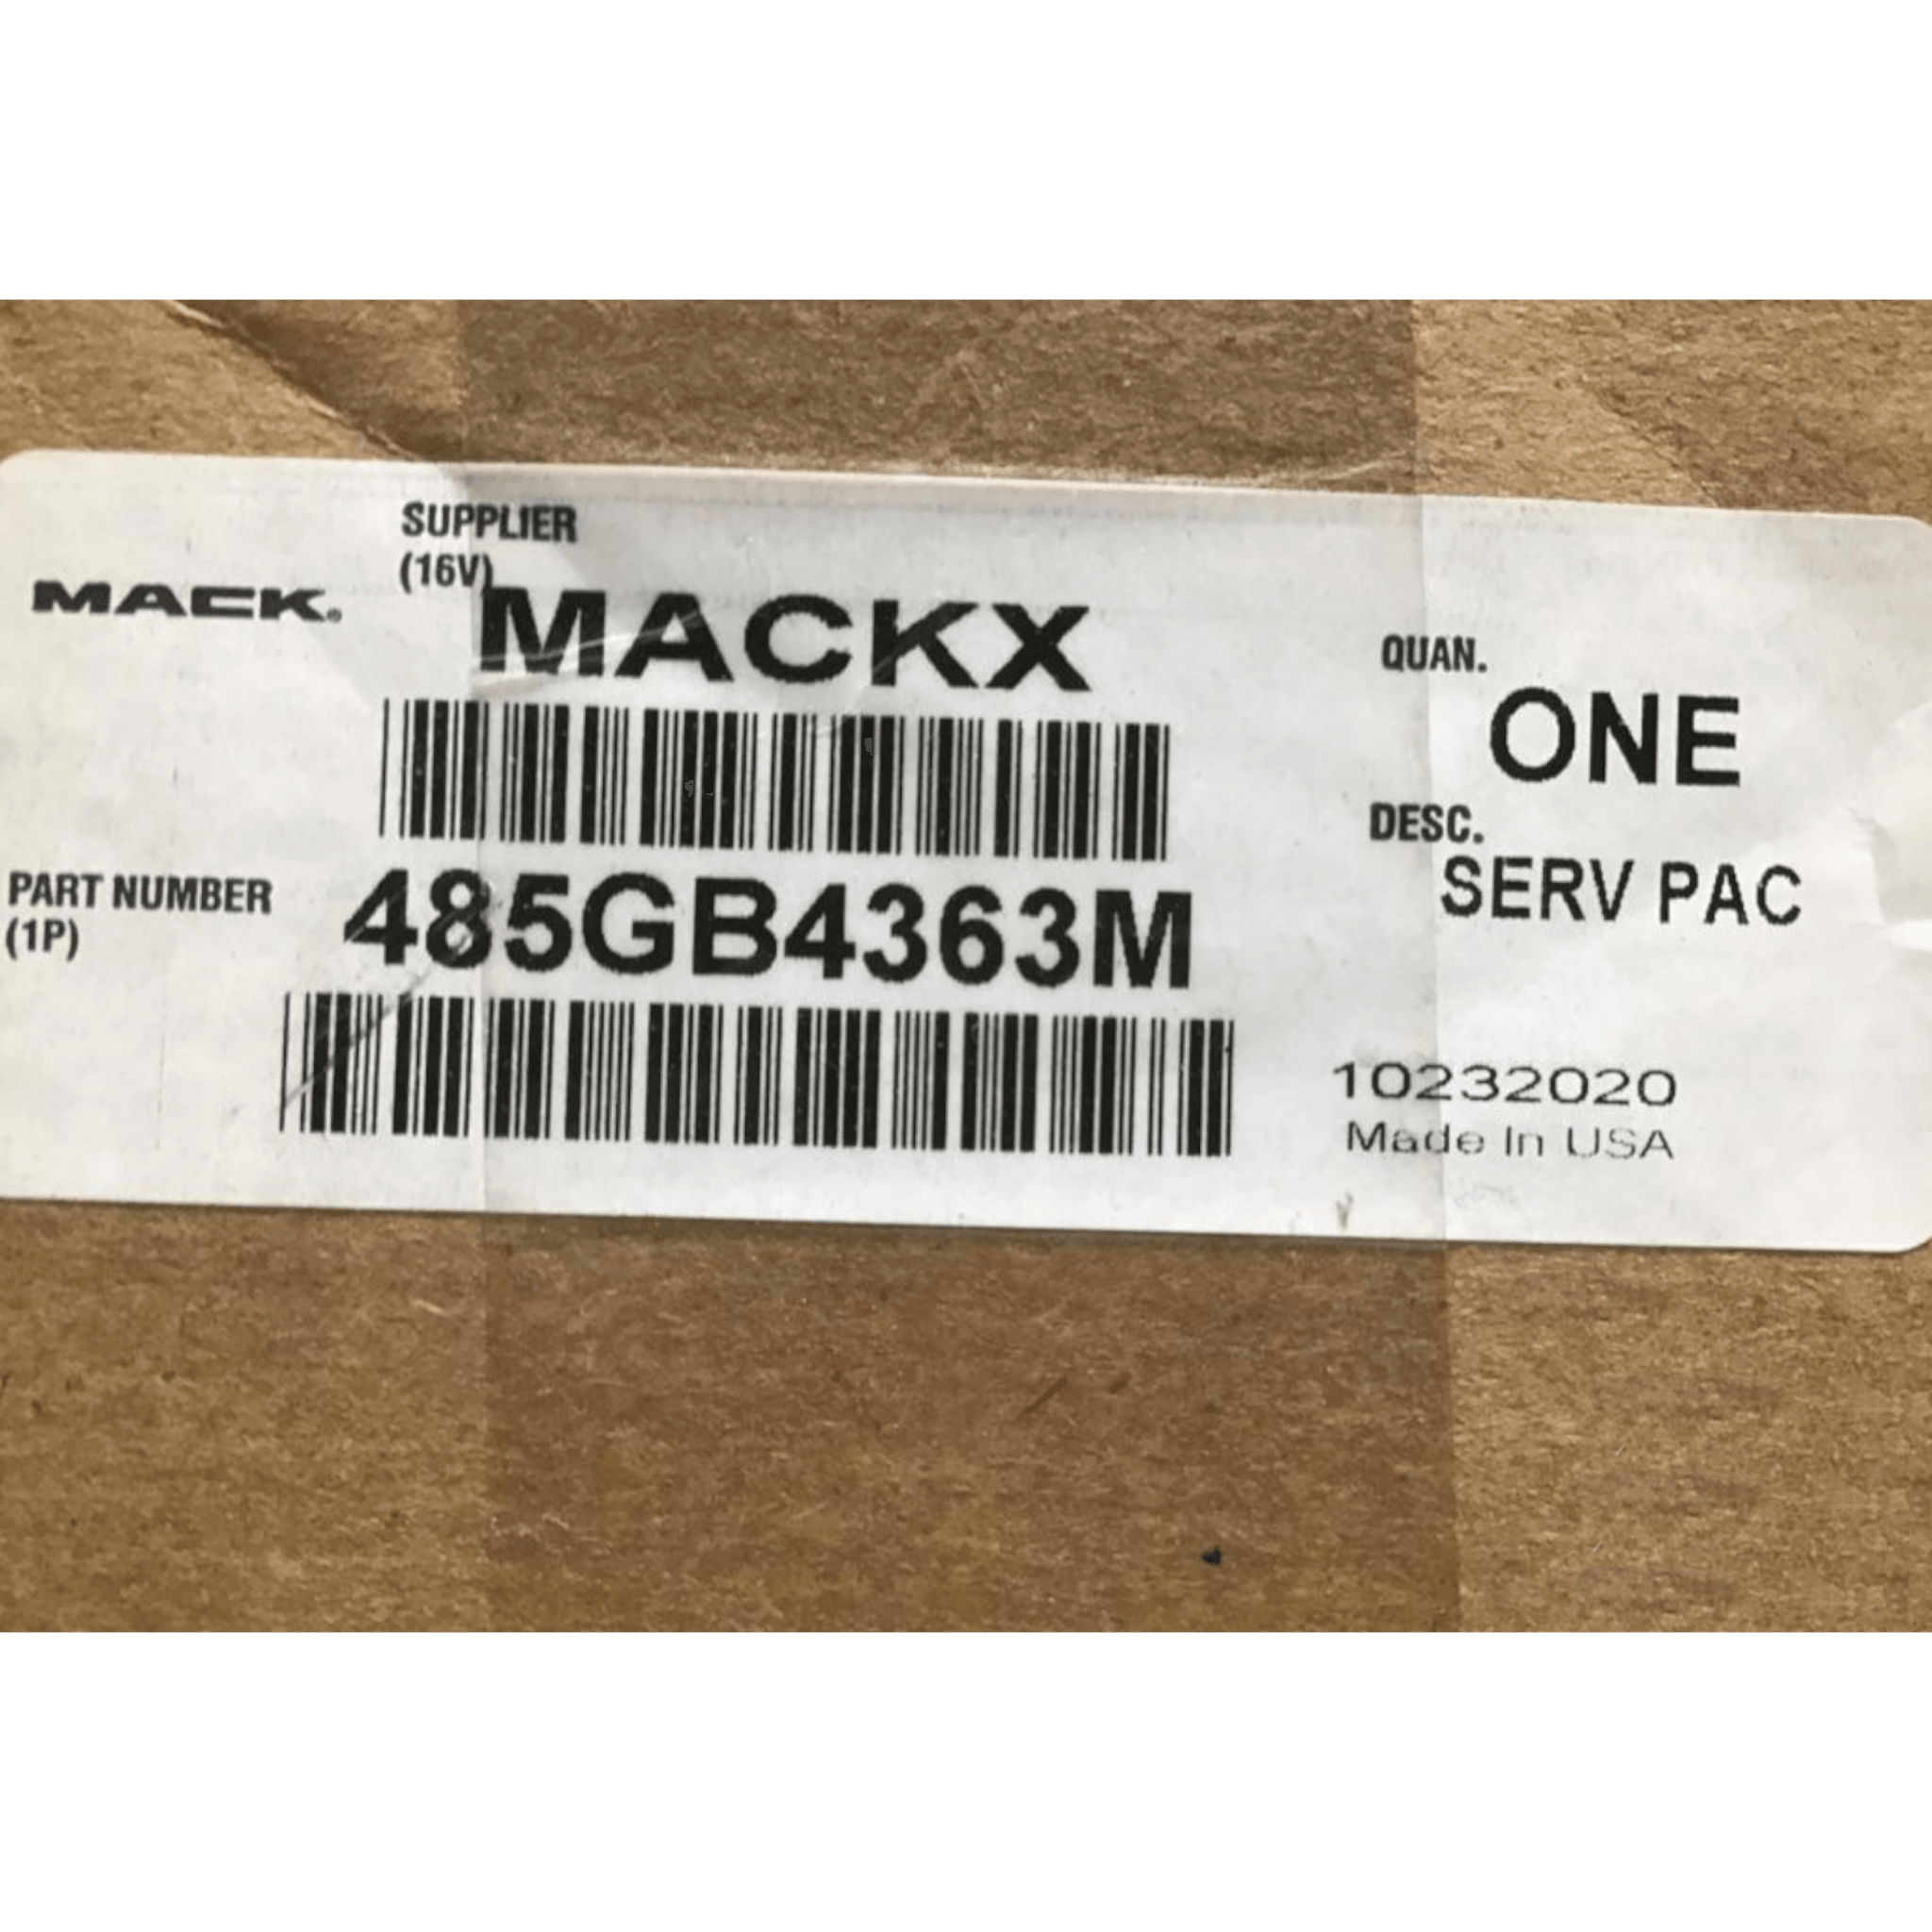 SUPPLIER
(16V)
MACK.
MACKX
QUAN.
ONE
DESC.
SERV PAC
PART NUMBER
(1P)
485GB4363M
10232020
Made In USA